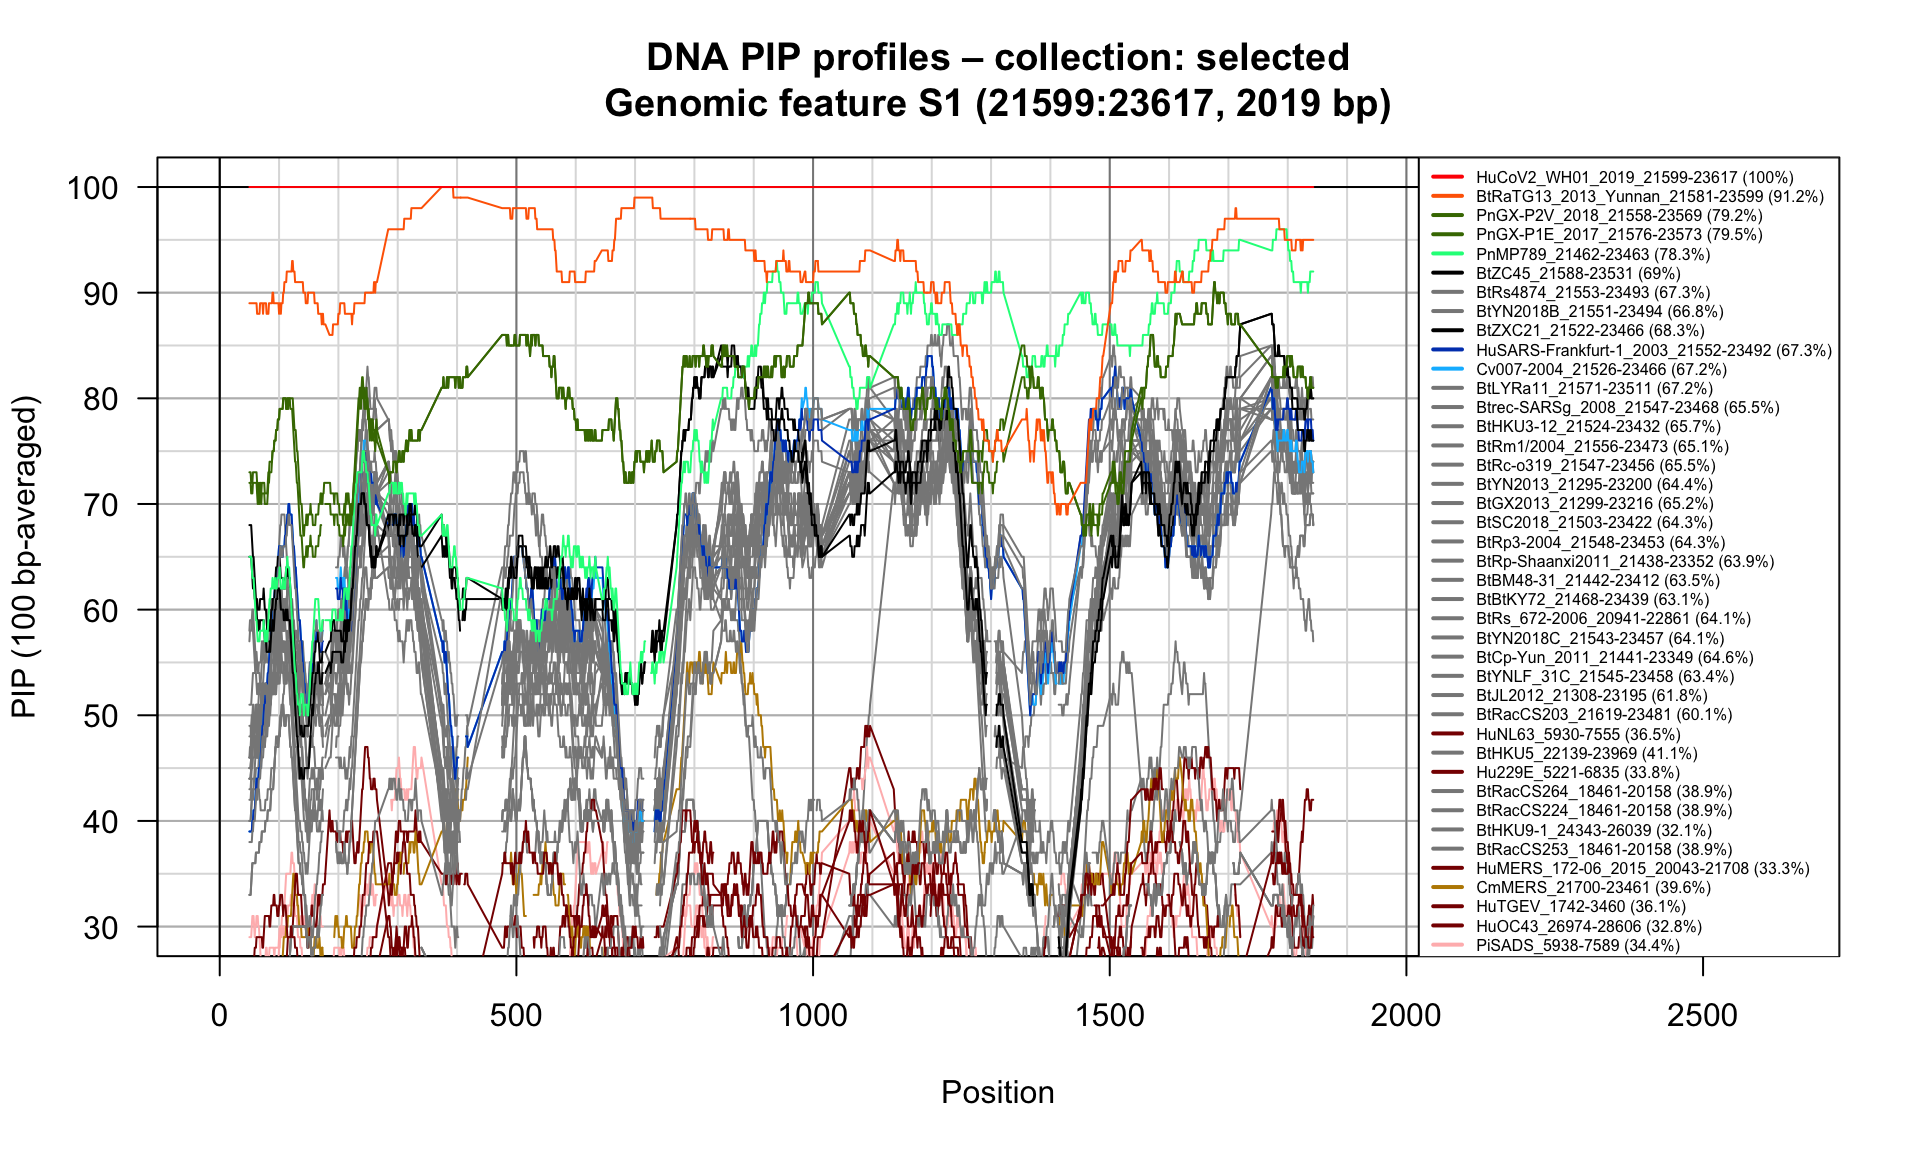 DNA PIP profiles – collection: selected
Genomic feature S1 (21599:23617, 2019 bp)
PIP (100 bp-averaged)
100
90
80
70
60
50
40
30
0
500
1000
1500
2000
2500
Position
HuCoV2_WH01_2019_21599-23617 (100%)
BtRaTG13_2013_Yunnan_21581-23599 (91.2%)
PnGX-P2V_2018_21558-23569 (79.2%)
PnGX-P1E_2017_21576-23573 (79.5%)
PnMP789_21462-23463 (78.3%)
BtZC45_21588-23531 (69%)
BtRs4874_21553-23493 (67.3%)
BtYN2018B_21551-23494 (66.8%)
BtZXC21_21522-23466 (68.3%)
HuSARS-Frankfurt-1_2003_21552-23492 (67.3%)
Cv007-2004_21526-23466 (67.2%)
BtLYRa11_21571-23511 (67.2%)
Btrec-SARSg_2008_21547-23468 (65.5%)
BtHKU3-12_21524-23432 (65.7%)
BtRm1/2004_21556-23473 (65.1%)
BtRc-o319_21547-23456 (65.5%)
BtYN2013_21295-23200 (64.4%)
BtGX2013_21299-23216 (65.2%)
BtSC2018_21503-23422 (64.3%)
BtRp3-2004_21548-23453 (64.3%)
BtRp-Shaanxi2011_21438-23352 (63.9%)
BtBM48-31_21442-23412 (63.5%)
BtBtKY72_21468-23439 (63.1%)
BtRs_672-2006_20941-22861 (64.1%)
BtYN2018C_21543-23457 (64.1%)
BtCp-Yun_2011_21441-23349 (64.6%)
BtYNLF_31C_21545-23458 (63.4%)
BtJL2012_21308-23195 (61.8%)
BtRacCS203_21619-23481 (60.1%)
HuNL63_5930-7555 (36.5%)
BtHKU5_22139-23969 (41.1%)
Hu229E_5221-6835 (33.8%)
BtRacCS264_18461-20158 (38.9%)
BtRacCS224_18461-20158 (38.9%)
BtHKU9-1_24343-26039 (32.1%)
BtRacCS253_18461-20158 (38.9%)
HuMERS_172-06_2015_20043-21708 (33.3%)
CmMERS_21700-23461 (39.6%)
HuTGEV_1742-3460 (36.1%)
HuOC43_26974-28606 (32.8%)
PiSADS_5938-7589 (34.4%)